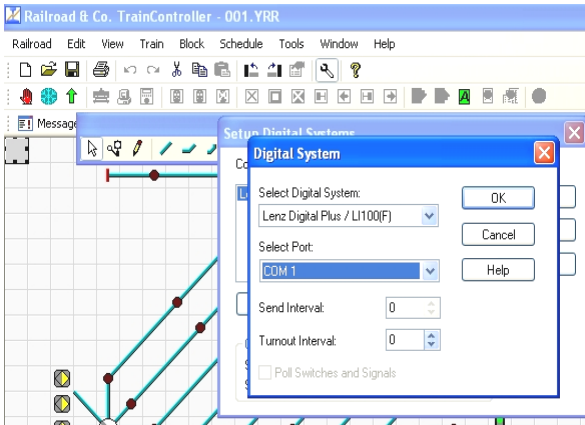 Railroad & Co. TrainController - 001.YRR
Railroad Edit View Train Block Schedule Tools Window Help
A
Message
Setup Digital Systems
Digital System
Co
Select Digital System:
OK
Lenz Digital Plus / LI100(F)
Cancel
Select Port:
COM 1
Help
Send Interval: 0
Turnout Interval: 0
Poll Switches and Signals